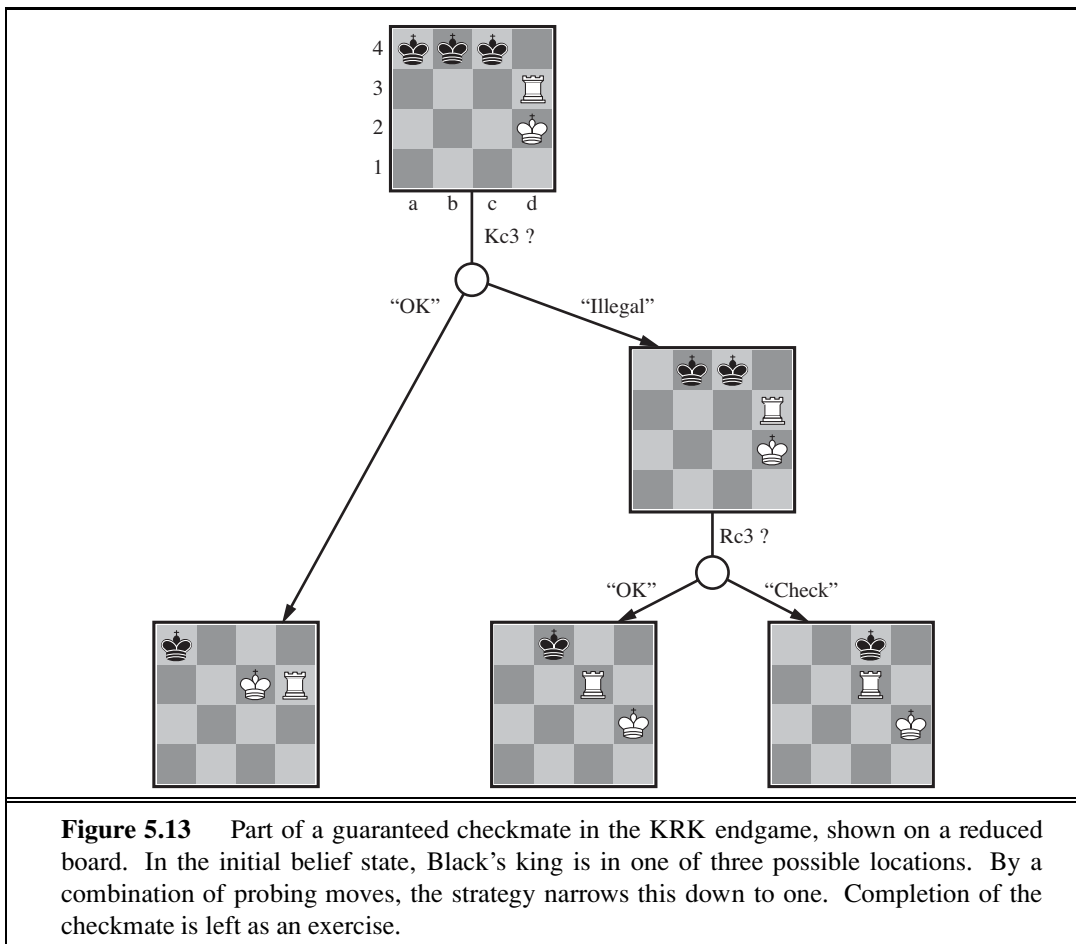 4
3
2
1
a b c d
Kc3 ?
“OK” “Illegal”
Rc3 ?
“OK” “Check”
Figure 5.13 Part of a guaranteed checkmate in the KRK endgame, shown on a reduced
board. In the initial belief state, Black’s king is in one of three possible locations. By a
combination of probing moves, the strategy narrows this down to one. Completion of the
checkmate is left as an exercise.